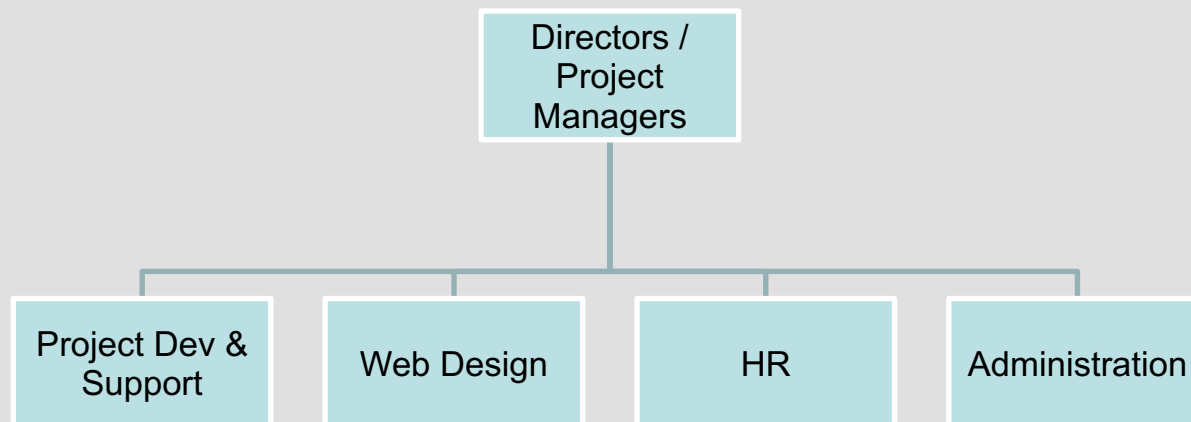 Directors /
Project
Managers
Project Dev &
Support
Web Design
HR
Administration